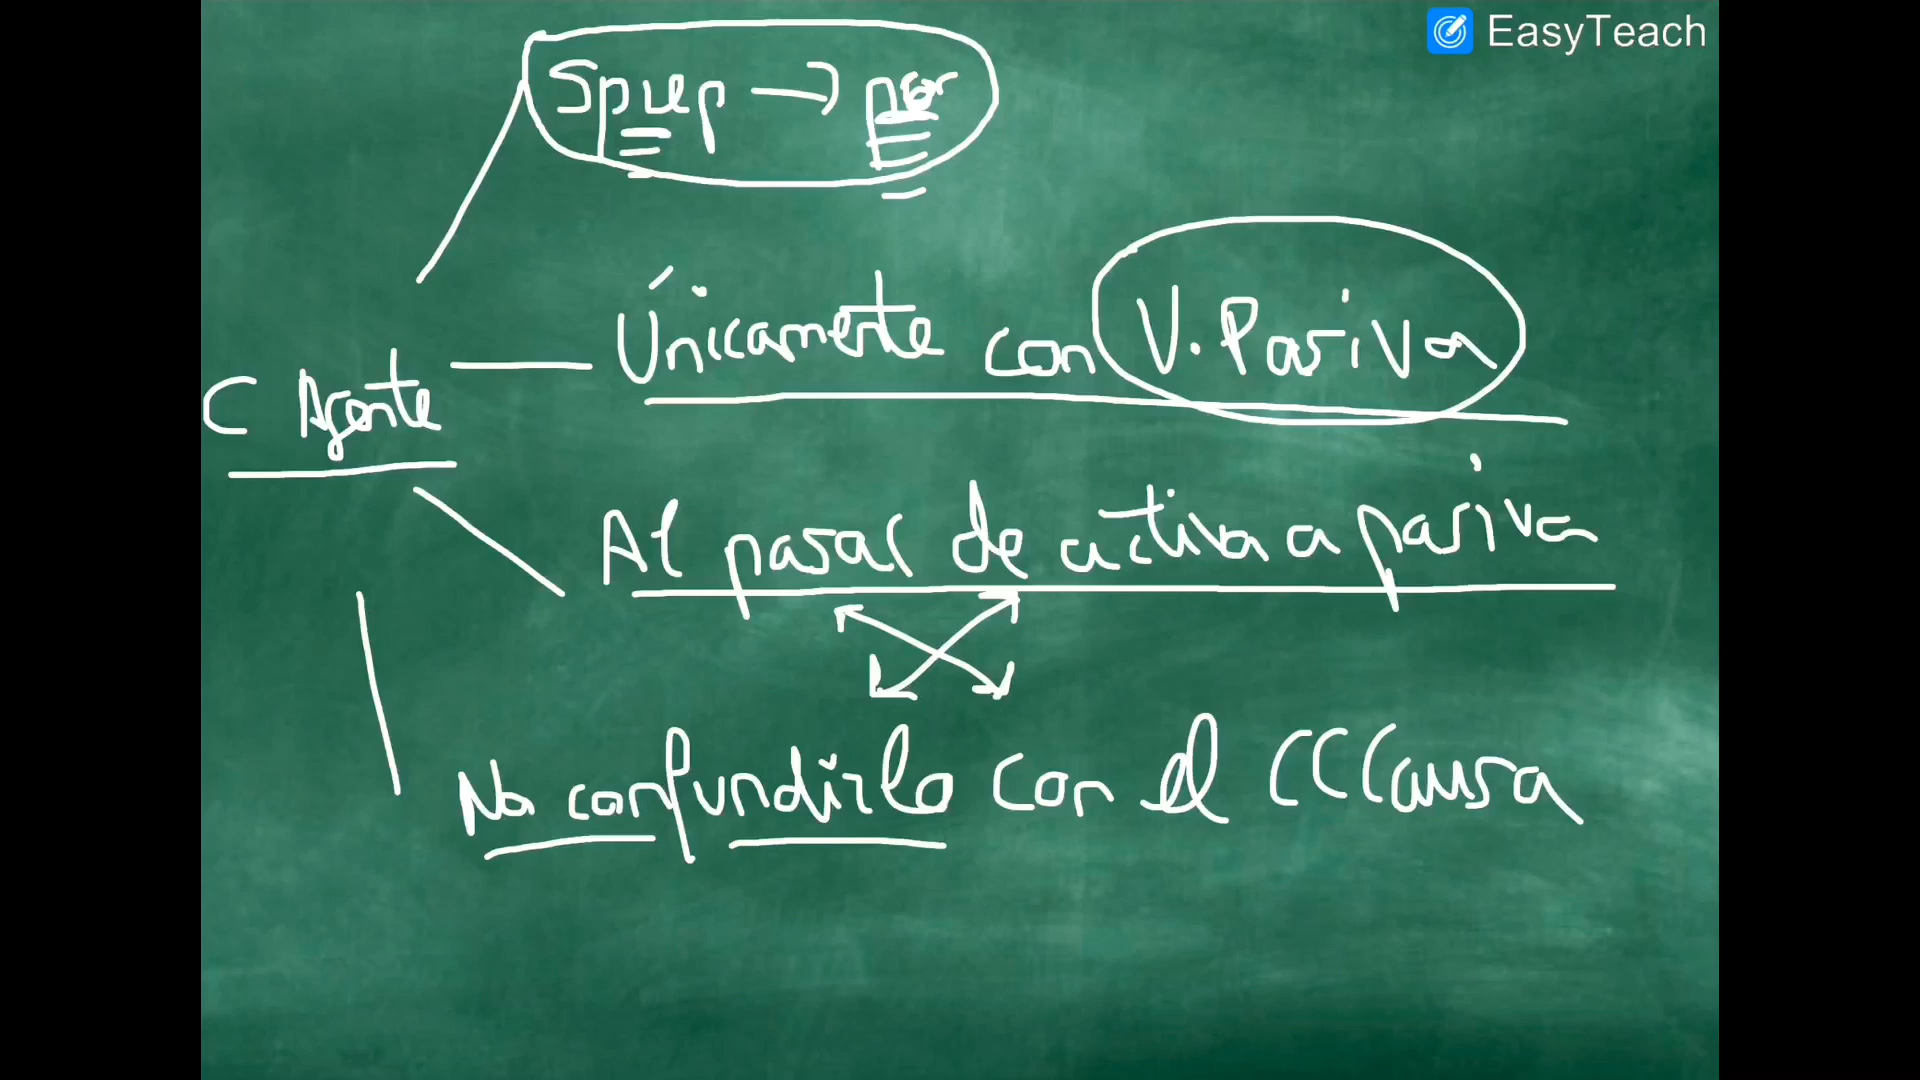 EasyTeach
Sprep → por
Únicamente con V. Pasiva
C Agente
Al pasar de activa a pasiva
No confundirlo con el CCCausa